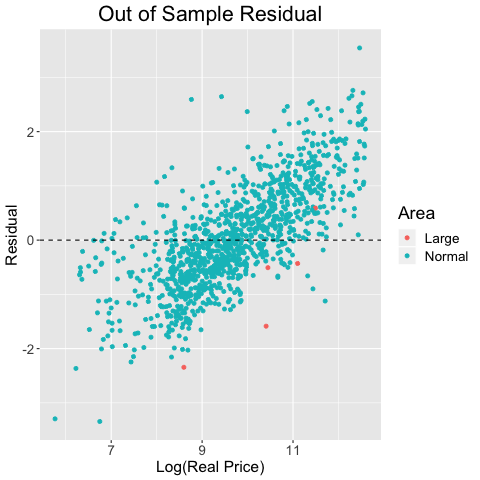 Out of Sample Residual
Residual
2
0
-2
7
9
11
Log(Real Price)
Area
Large
Normal